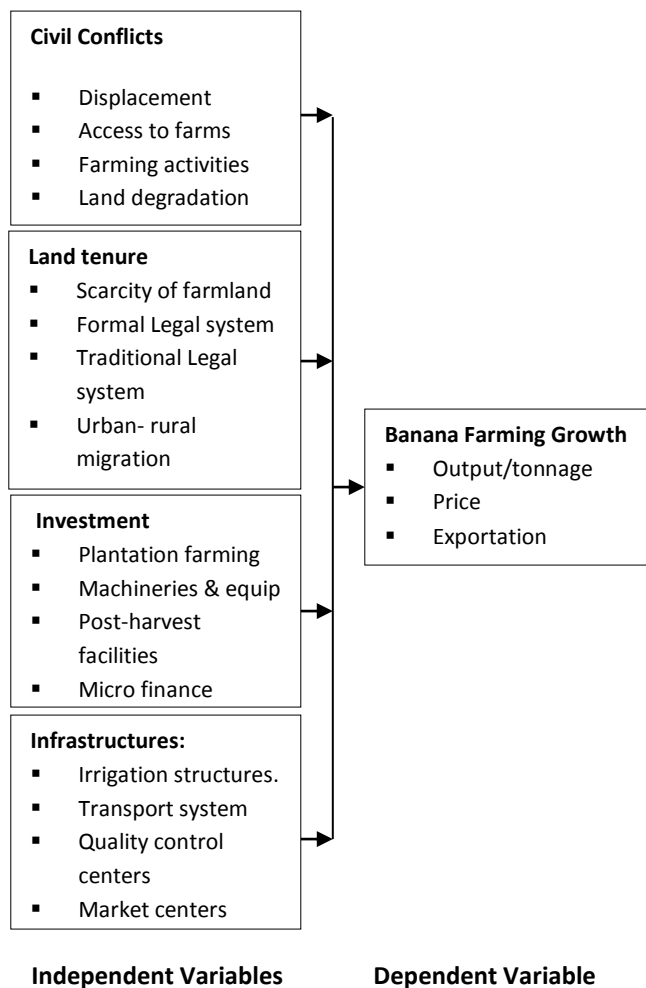 Civil Conflicts
▪ Displacement
▪ Access to farms
▪ Farming activities
▪ Land degradation
Land tenure
▪ Scarcity of farmland
▪ Formal Legal system
▪ Traditional Legal
system
▪ Urban- rural
migration
Investment
▪ Plantation farming
▪ Machineries & equip
▪ Post-harvest
facilities
▪ Micro finance
Infrastructures:
▪ Irrigation structures.
▪ Transport system
▪ Quality control
centers
▪ Market centers
Banana Farming Growth
▪ Output/tonnage
▪ Price
▪ Exportation
Independent Variables
Dependent Variable